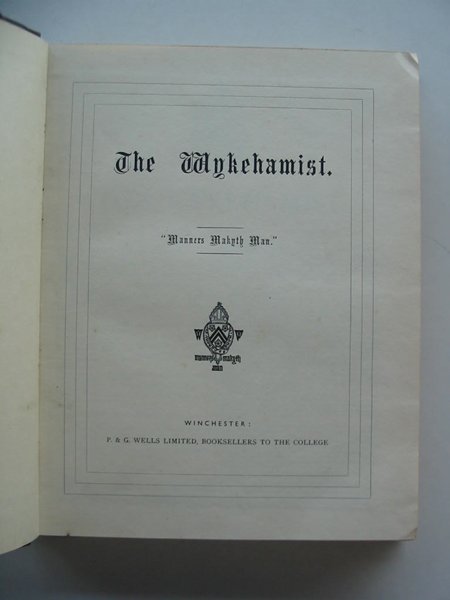 The Wykehamist.
"Manners Makyth Man."
W W
manners makyth
man
WINCHESTER:
P. & G. WELLS LIMITED, BOOKSELLERS TO THE COLLEGE